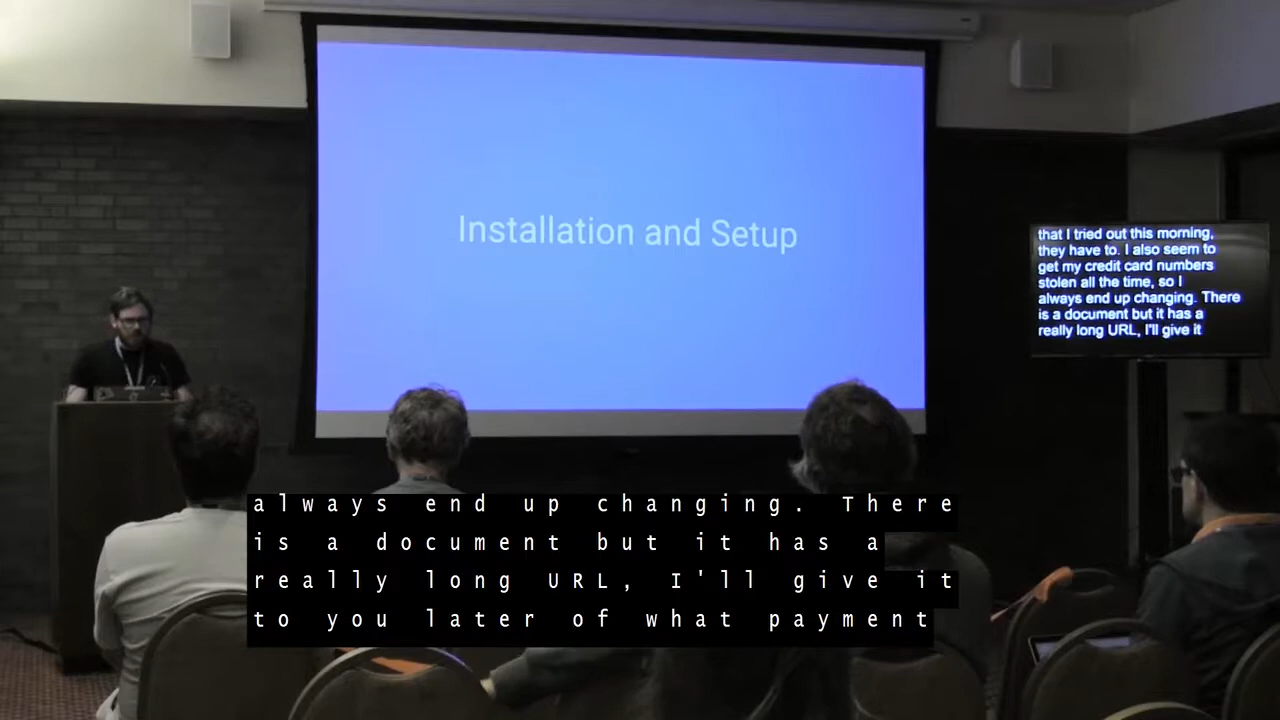 Installation and Setup
that I tried out this morning,
they have to. I also seem to
get my credit card numbers
stolen all the time, so I
always end up changing. There
is a document but it has a
really long URL, I'll give it
always end up changing. There
is a document but it has a
really long URL, I'll give it
to you later of what payment